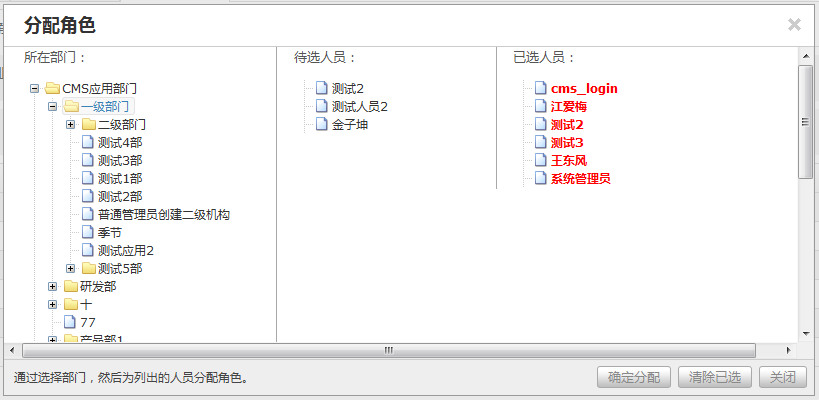 分配角色
所在部门：
CMS应用部门
一级部门
二级部门
测试4部
测试3部
测试1部
测试2部
普通管理员创建二级机构
季节
测试应用2
测试5部
研发部
十
77
产品部1
待选人员：
测试2
测试人员2
金子坤
已选人员：
cms_login
江爱梅
测试2
测试3
王东风
系统管理员
通过选择部门，然后为列出的人员分配角色。
确定分配
清除已选
关闭